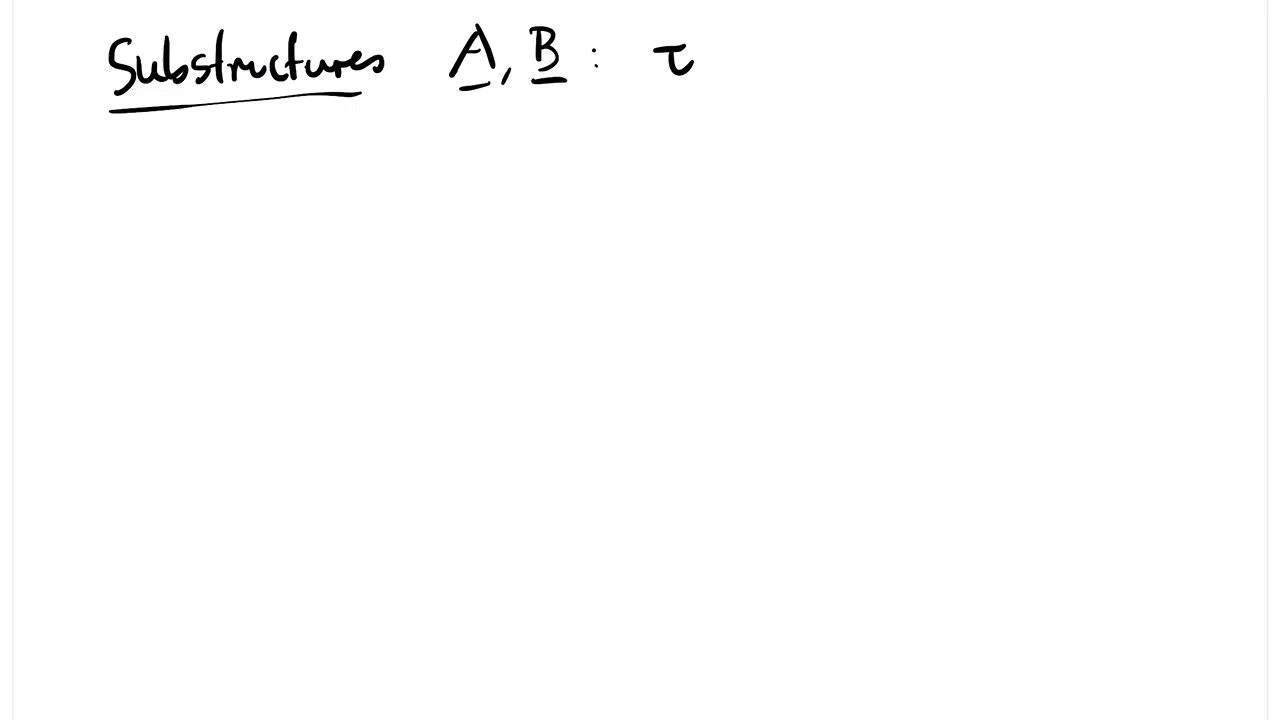 Substructures A, B : τ